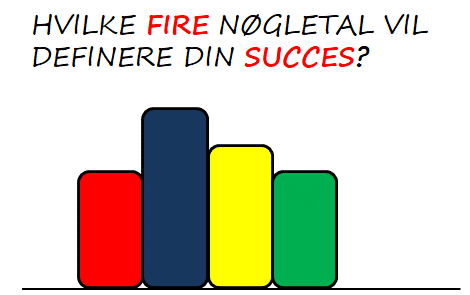 HVILKE FIRE NØGLETAL VIL
DEFINERE DIN SUCCES?